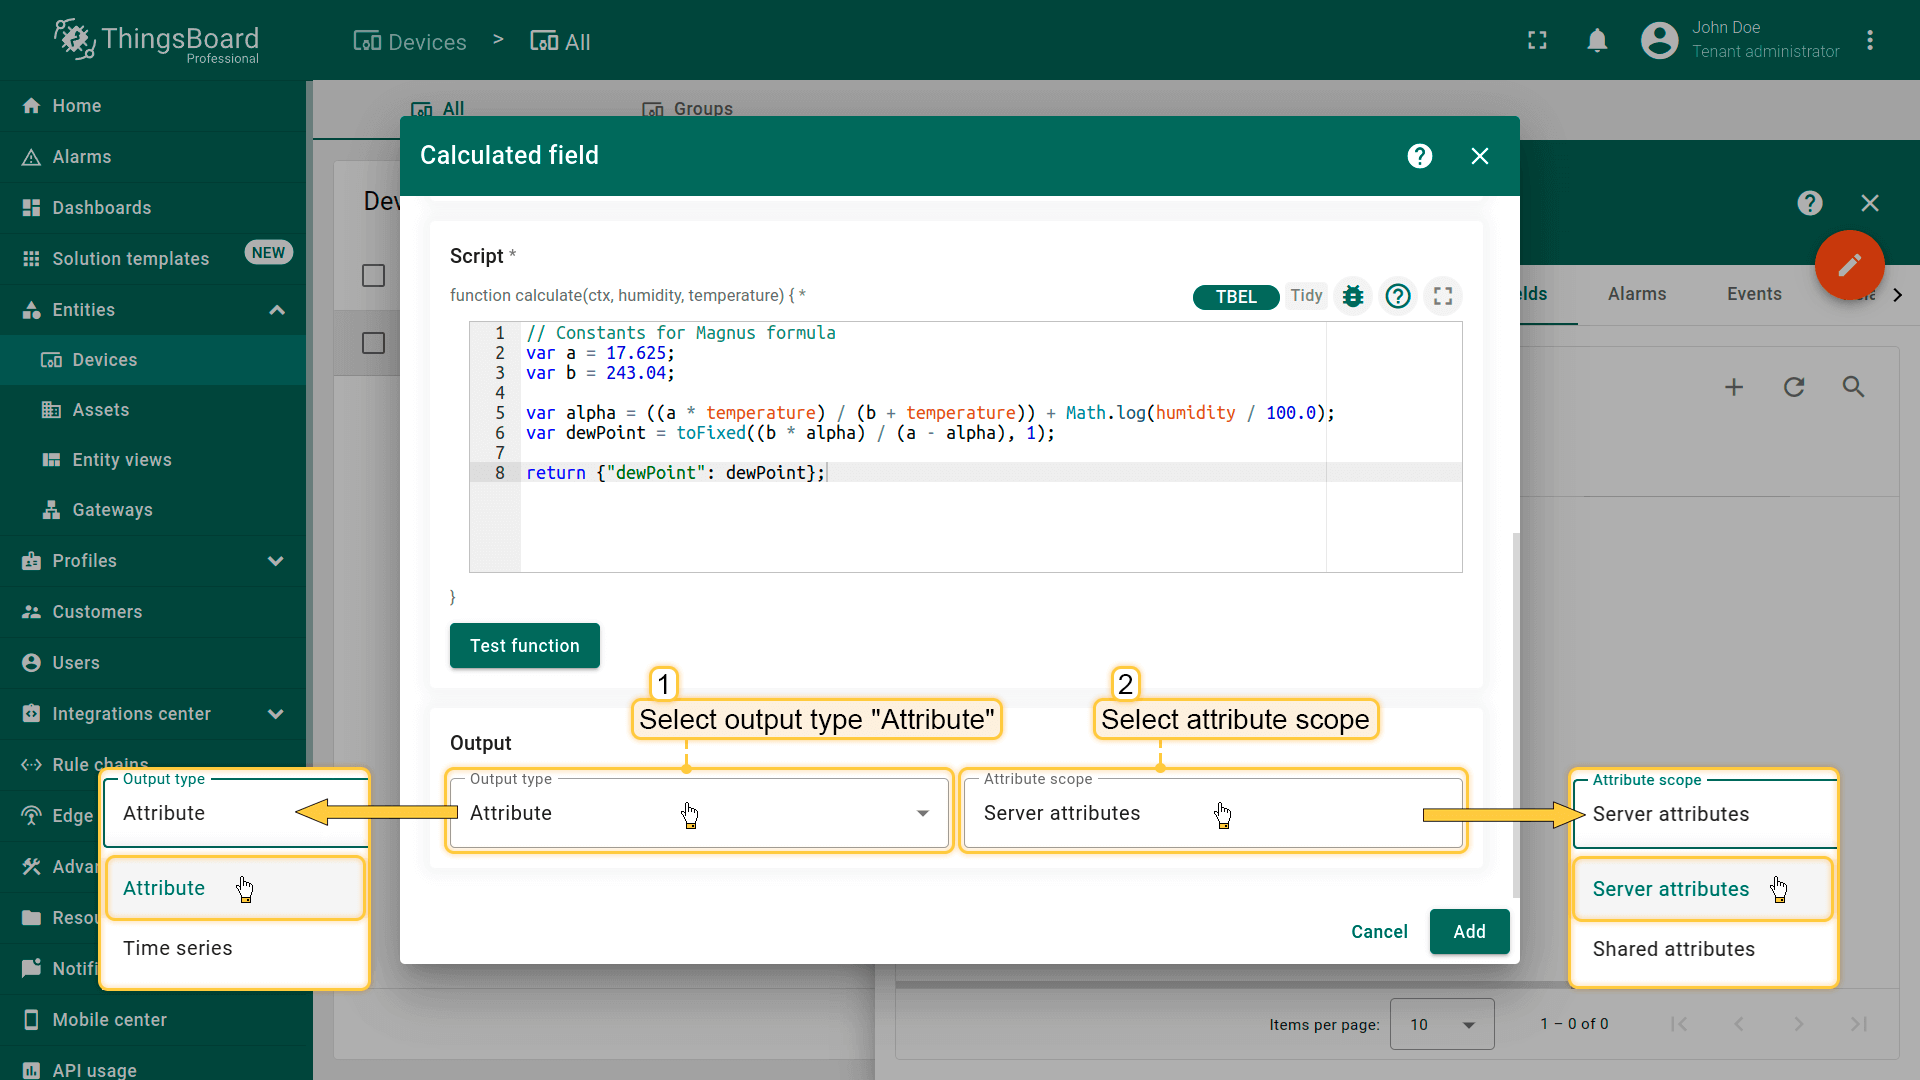 ThingsBoard
Professional
Devices > All
John Doe
Tenant administrator
Home
Alarms
Dashboards
Solution templates NEW
Entities
Devices
Assets
Entity views
Gateways
Profiles
Customers
Users
Integrations center
Rule chains
Edge
Mobile center
API usage
All
Groups
Calculated field
Script *
function calculate(ctx, humidity, temperature) { *
TBEL
Tidy
1 // Constants for Magnus formula
2 var a = 17.625;
3 var b = 243.04;
4
5 var alpha = ((a * temperature) / (b + temperature)) + Math.log(humidity / 100.0);
6 var dewPoint = toFixed((b * alpha) / (a - alpha), 1);
7
8 return {"dewPoint": dewPoint};
}
Test function
1
Select output type "Attribute"
2
Select attribute scope
Output
Output type
Attribute
Attribute scope
Server attributes
Output type
Attribute
Attribute
Time series
Attribute scope
Server attributes
Server attributes
Shared attributes
Cancel
Add
Alarms
Events
Items per page: 10
1 – 0 of 0